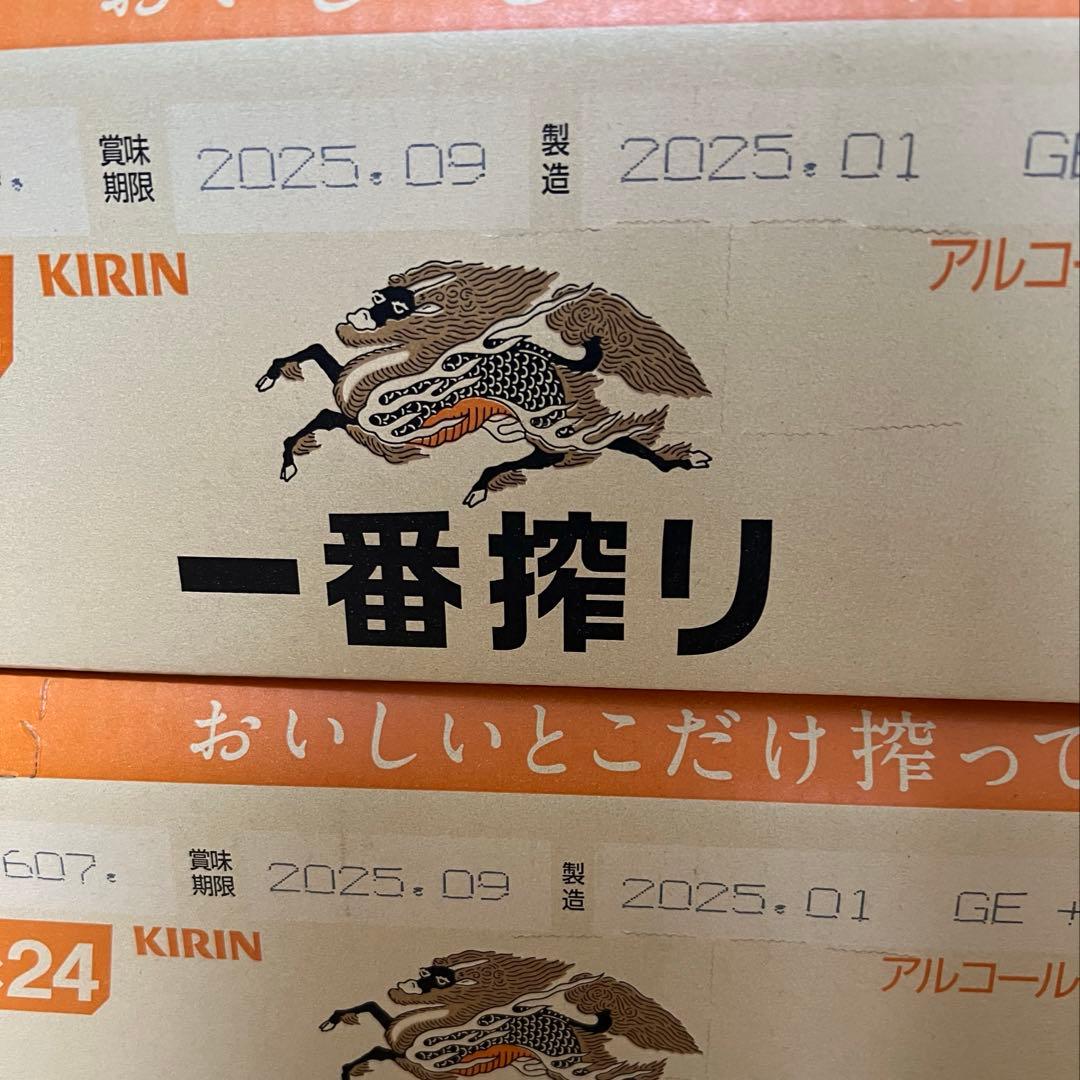 賞味期限 2025.09 製造 2025.01 GE
KIRIN アルコー
一番搾り
おいしいとこだけ搾って
607. 賞味期限 2025.09 製造 2025.01 GE +
×24 KIRIN アルコール